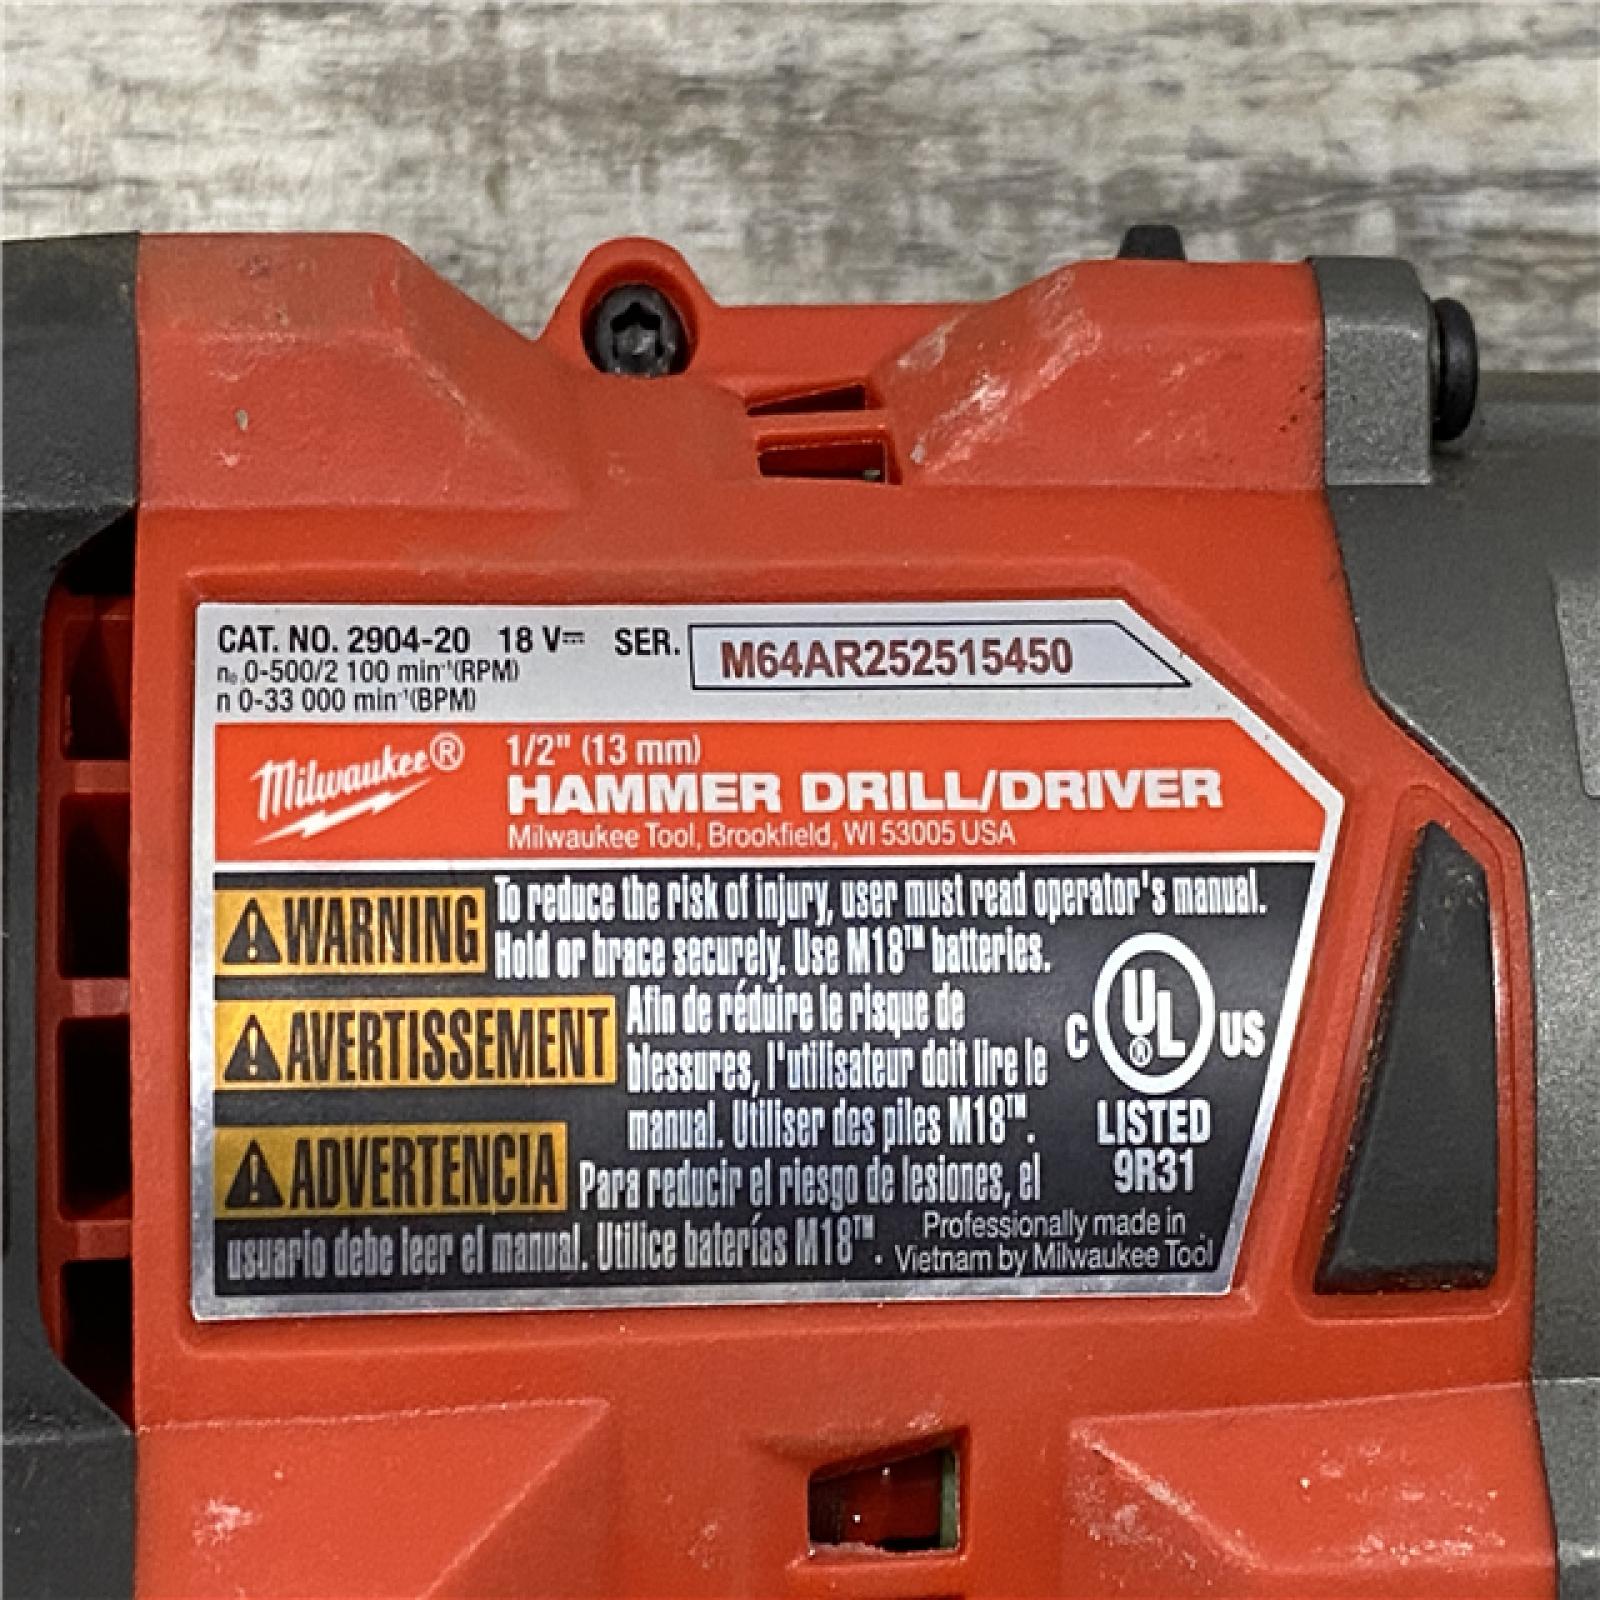 CAT. NO. 2904-20 18 V⎓ SER. M64AR252515450
n₀ 0-500/2 100 min⁻¹(RPM)
n 0-33 000 min⁻¹(BPM)
Milwaukee®
1/2" (13 mm)
HAMMER DRILL/DRIVER
Milwaukee Tool, Brookfield, WI 53005 USA
⚠WARNING To reduce the risk of injury, user must read operator's manual.
Hold or brace securely. Use M18™ batteries.
⚠AVERTISSEMENT Afin de réduire le risque de
blessures, l'utilisateur doit lire le
manual. Utiliser des piles M18™.
⚠ADVERTENCIA Para reducir el riesgo de lesiones, el
usuario debe leer el manual. Utilice baterías M18™.
C UL® US
LISTED
9R31
Professionally made in
Vietnam by Milwaukee Tool